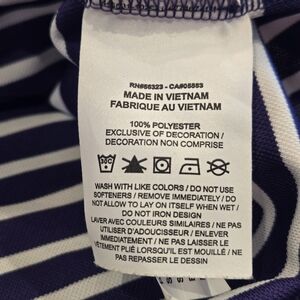 RN#56323 - CA#05553
MADE IN VIETNAM
FABRIQUE AU VIETNAM
100% POLYESTER
EXCLUSIVE OF DECORATION /
DECORATION NON COMPRISE
WASH WITH LIKE COLORS / DO NOT USE
SOFTENERS / REMOVE IMMEDIATELY / DO
NOT ALLOW TO LAY ON ITSELF WHEN WET /
DO NOT IRON DESIGN
LAVER AVEC COULEURS SIMILAIRES / NE PAS
UTILISER D'ADOUCISSEUR / ENLEVER
IMMEDIATEMENT / NE PAS LAISSER LE
VÊTEMENT PLIÉ LORSQU'IL EST MOUILLÉ / NE
PAS REPASSER LE DESSIN